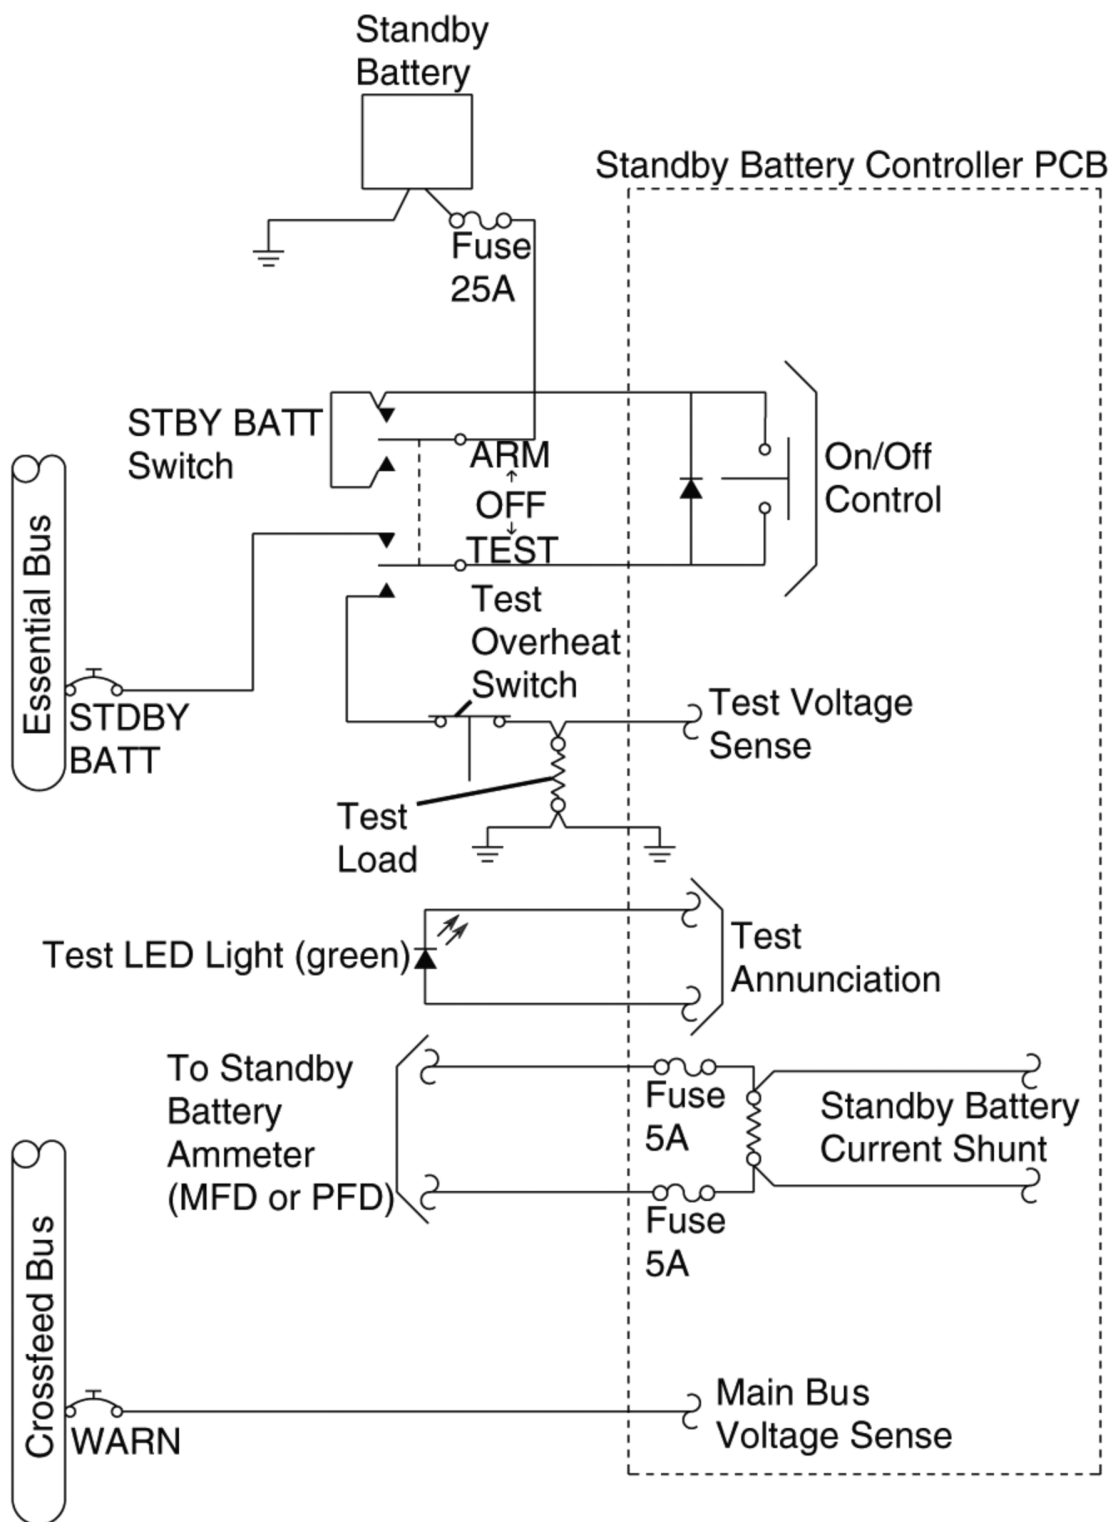 Standby
Battery
Standby Battery Controller PCB
Fuse
25A
STBY BATT
Switch
ARM
OFF
TEST
On/Off
Control
Essential Bus
STDBY
BATT
Test
Overheat
Switch
Test Voltage
Sense
Test
Load
Test LED Light (green)
Test
Annunciation
To Standby
Battery
Ammeter
(MFD or PFD)
Fuse
5A
Standby Battery
Current Shunt
Fuse
5A
Crossfeed Bus
WARN
Main Bus
Voltage Sense